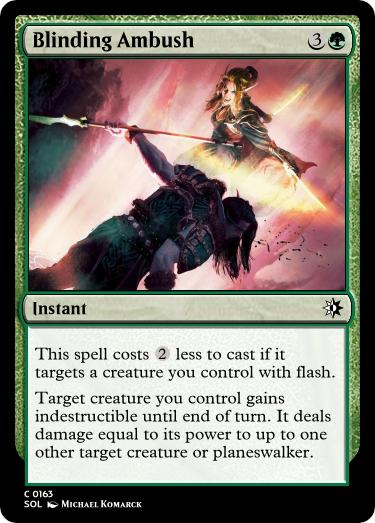 Blinding Ambush 3
Instant
This spell costs 2 less to cast if it
targets a creature you control with flash.
Target creature you control gains
indestructible until end of turn. It deals
damage equal to its power to up to one
other target creature or planeswalker.
C 0163
SOL Michael Komarck